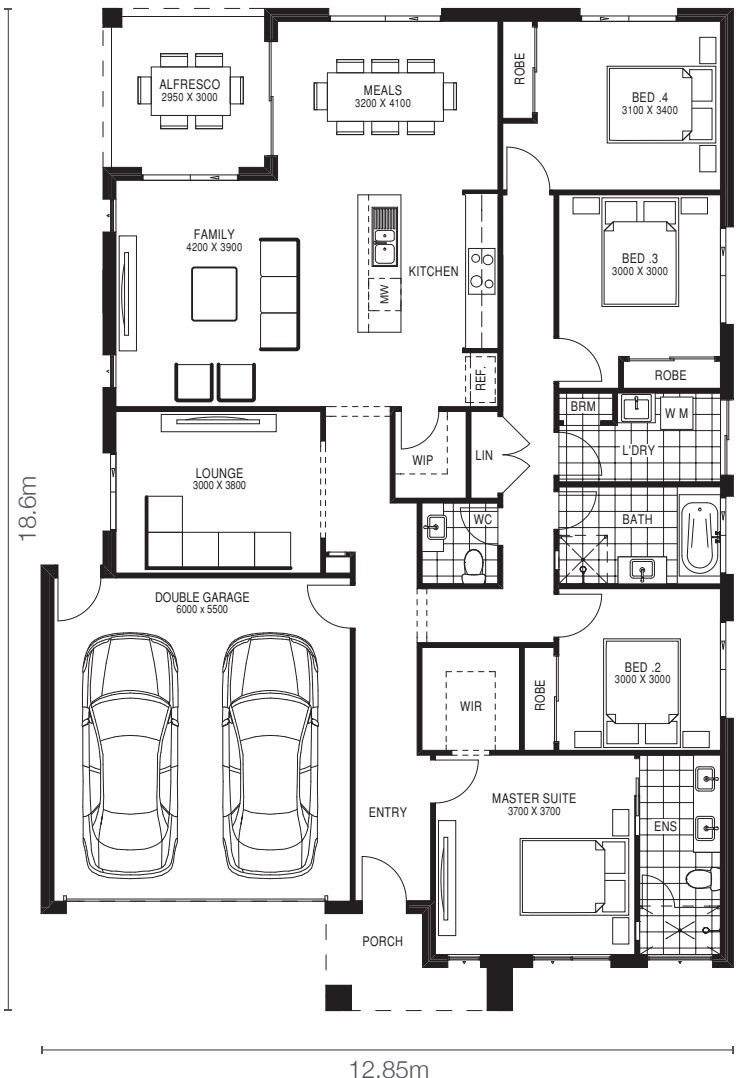 ALFRESCO
2950 X 3000
MEALS
3200 X 4100
ROBE
BED .4
3100 X 3400
FAMILY
4200 X 3900
KITCHEN
MW
BED .3
3000 X 3000
REF.
ROBE
BRM
W M
L'DRY
LOUNGE
3000 X 3800
WIP
LIN
WC
BATH
18.6m
DOUBLE GARAGE
6000 x 5500
BED .2
3000 X 3000
ROBE
WIR
MASTER SUITE
3700 X 3700
ENTRY
ENS
PORCH
12.85m